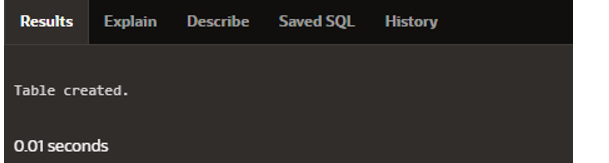 Results Explain Describe Saved SQL History
Table created.
0.01 seconds